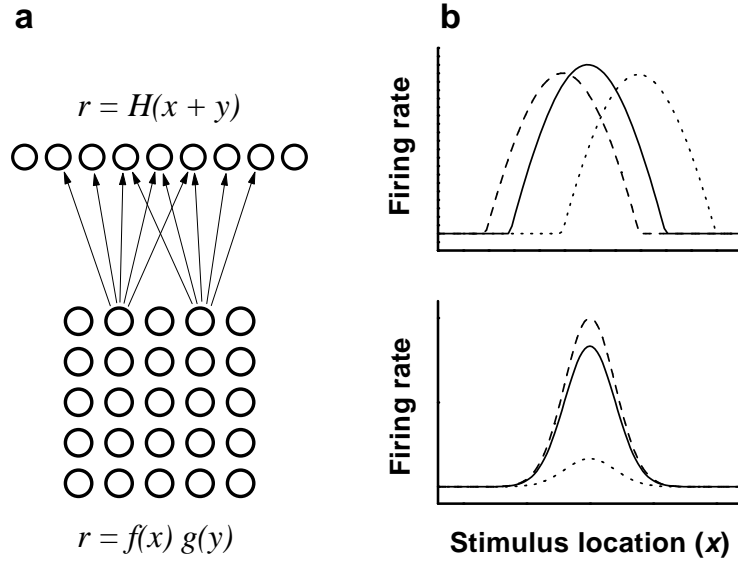 a
r = H(x + y)
r = f(x) g(y)
b
Firing rate
Firing rate
Stimulus location (x)